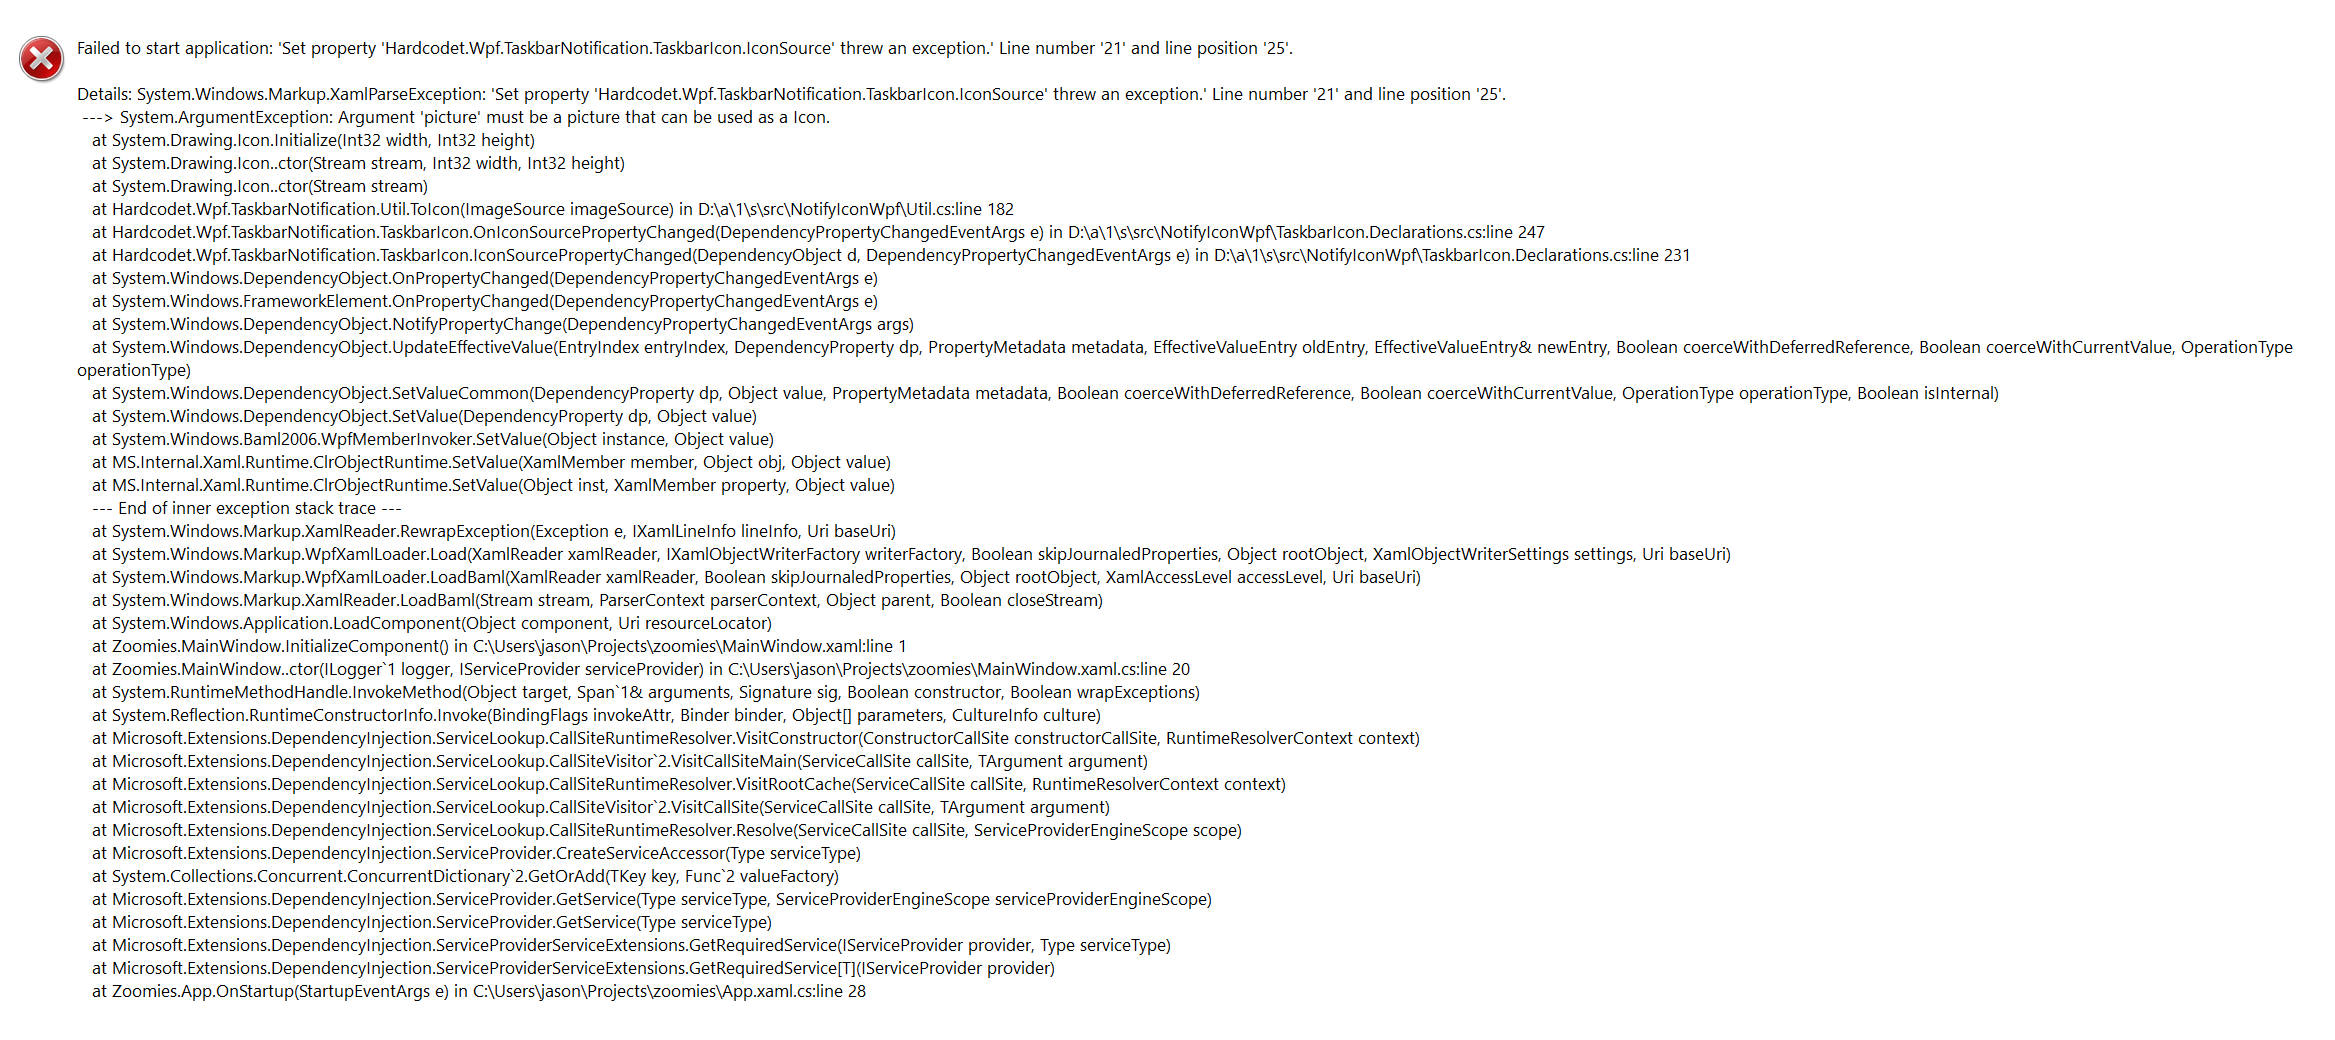 Failed to start application: 'Set property 'Hardcodet.Wpf.TaskbarNotification.TaskbarIcon.IconSource' threw an exception.' Line number '21' and line position '25'.
Details: System.Windows.Markup.XamlParseException: 'Set property 'Hardcodet.Wpf.TaskbarNotification.TaskbarIcon.IconSource' threw an exception.' Line number '21' and line position '25'.
---> System.ArgumentException: Argument 'picture' must be a picture that can be used as a Icon.
at System.Drawing.Icon.Initialize(Int32 width, Int32 height)
at System.Drawing.Icon..ctor(Stream stream, Int32 width, Int32 height)
at System.Drawing.Icon..ctor(Stream stream)
at Hardcodet.Wpf.TaskbarNotification.Util.ToIcon(ImageSource imageSource) in D:\a\1\s\src\NotifyIconWpf\Util.cs:line 182
at Hardcodet.Wpf.TaskbarNotification.TaskbarIcon.OnIconSourcePropertyChanged(DependencyPropertyChangedEventArgs e) in D:\a\1\s\src\NotifyIconWpf\TaskbarIcon.Declarations.cs:line 247
at Hardcodet.Wpf.TaskbarNotification.TaskbarIcon.IconSourcePropertyChanged(DependencyObject d, DependencyPropertyChangedEventArgs e) in D:\a\1\s\src\NotifyIconWpf\TaskbarIcon.Declarations.cs:line 231
at System.Windows.DependencyObject.OnPropertyChanged(DependencyPropertyChangedEventArgs e)
at System.Windows.FrameworkElement.OnPropertyChanged(DependencyPropertyChangedEventArgs e)
at System.Windows.DependencyObject.NotifyPropertyChange(DependencyPropertyChangedEventArgs args)
at System.Windows.DependencyObject.UpdateEffectiveValue(EntryIndex entryIndex, DependencyProperty dp, PropertyMetadata metadata, EffectiveValueEntry oldEntry, EffectiveValueEntry& newEntry, Boolean coerceWithDeferredReference, Boolean coerceWithCurrentValue, OperationType
operationType)
at System.Windows.DependencyObject.SetValueCommon(DependencyProperty dp, Object value, PropertyMetadata metadata, Boolean coerceWithDeferredReference, Boolean coerceWithCurrentValue, OperationType operationType, Boolean isInternal)
at System.Windows.DependencyObject.SetValue(DependencyProperty dp, Object value)
at System.Windows.Baml2006.WpfMemberInvoker.SetValue(Object instance, Object value)
at MS.Internal.Xaml.Runtime.ClrObjectRuntime.SetValue(XamlMember member, Object obj, Object value)
at MS.Internal.Xaml.Runtime.ClrObjectRuntime.SetValue(Object inst, XamlMember property, Object value)
--- End of inner exception stack trace ---
at System.Windows.Markup.XamlReader.RewrapException(Exception e, IXamlLineInfo lineInfo, Uri baseUri)
at System.Windows.Markup.WpfXamlLoader.Load(XamlReader xamlReader, IXamlObjectWriterFactory writerFactory, Boolean skipJournaledProperties, Object rootObject, XamlObjectWriterSettings settings, Uri baseUri)
at System.Windows.Markup.WpfXamlLoader.LoadBaml(XamlReader xamlReader, Boolean skipJournaledProperties, Object rootObject, XamlAccessLevel accessLevel, Uri baseUri)
at System.Windows.Markup.XamlReader.LoadBaml(Stream stream, ParserContext parserContext, Object parent, Boolean closeStream)
at System.Windows.Application.LoadComponent(Object component, Uri resourceLocator)
at Zoomies.MainWindow.InitializeComponent() in C:\Users\jason\Projects\zoomies\MainWindow.xaml:line 1
at Zoomies.MainWindow..ctor(ILogger`1 logger, IServiceProvider serviceProvider) in C:\Users\jason\Projects\zoomies\MainWindow.xaml.cs:line 20
at System.RuntimeMethodHandle.InvokeMethod(Object target, Span`1& arguments, Signature sig, Boolean constructor, Boolean wrapExceptions)
at System.Reflection.RuntimeConstructorInfo.Invoke(BindingFlags invokeAttr, Binder binder, Object[] parameters, CultureInfo culture)
at Microsoft.Extensions.DependencyInjection.ServiceLookup.CallSiteRuntimeResolver.VisitConstructor(ConstructorCallSite constructorCallSite, RuntimeResolverContext context)
at Microsoft.Extensions.DependencyInjection.ServiceLookup.CallSiteVisitor`2.VisitCallSiteMain(ServiceCallSite callSite, TArgument argument)
at Microsoft.Extensions.DependencyInjection.ServiceLookup.CallSiteRuntimeResolver.VisitRootCache(ServiceCallSite callSite, RuntimeResolverContext context)
at Microsoft.Extensions.DependencyInjection.ServiceLookup.CallSiteVisitor`2.VisitCallSite(ServiceCallSite callSite, TArgument argument)
at Microsoft.Extensions.DependencyInjection.ServiceLookup.CallSiteRuntimeResolver.Resolve(ServiceCallSite callSite, ServiceProviderEngineScope scope)
at Microsoft.Extensions.DependencyInjection.ServiceProvider.CreateServiceAccessor(Type serviceType)
at System.Collections.Concurrent.ConcurrentDictionary`2.GetOrAdd(TKey key, Func`2 valueFactory)
at Microsoft.Extensions.DependencyInjection.ServiceProvider.GetService(Type serviceType, ServiceProviderEngineScope serviceProviderEngineScope)
at Microsoft.Extensions.DependencyInjection.ServiceProvider.GetService(Type serviceType)
at Microsoft.Extensions.DependencyInjection.ServiceProviderServiceExtensions.GetRequiredService(IServiceProvider provider, Type serviceType)
at Microsoft.Extensions.DependencyInjection.ServiceProviderServiceExtensions.GetRequiredService[T](IServiceProvider provider)
at Zoomies.App.OnStartup(StartupEventArgs e) in C:\Users\jason\Projects\zoomies\App.xaml.cs:line 28